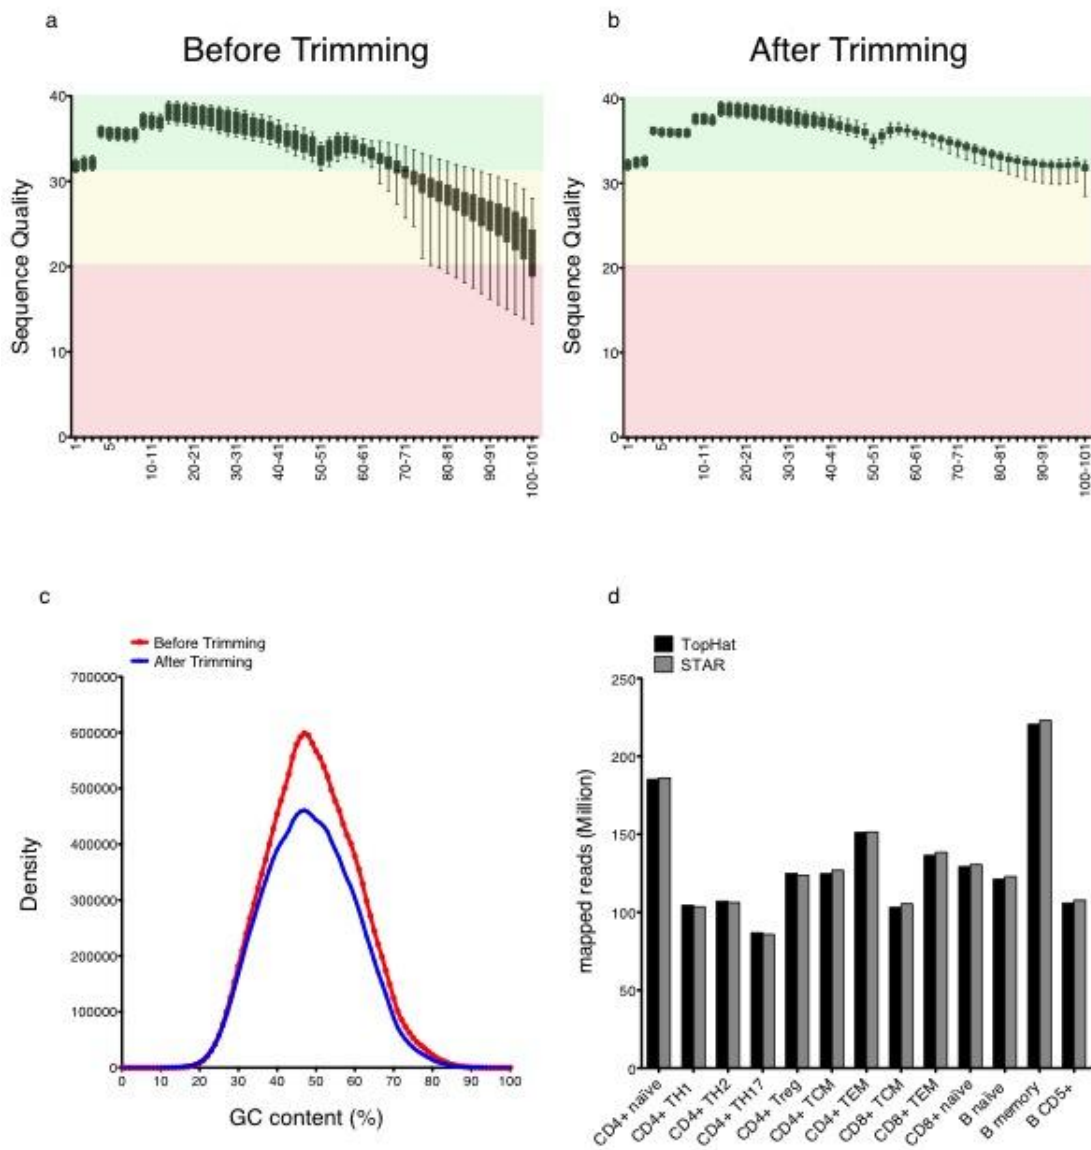 a
Before Trimming
Sequence Quality
40
30
20
10
0
1
5
10-11
20-21
30-31
40-41
50-51
60-61
70-71
80-81
90-91
100-101
b
After Trimming
Sequence Quality
40
30
20
10
0
1
5
10-11
20-21
30-31
40-41
50-51
60-61
70-71
80-81
90-91
100-101
c
Before Trimming
After Trimming
Density
700000
600000
500000
400000
300000
200000
100000
0
0 10 20 30 40 50 60 70 80 90 100
GC content (%)
d
TopHat
STAR
mapped reads (Million)
250
200
150
100
50
0
CD4+ naïve
CD4+ TH1
CD4+ TH2
CD4+ TH17
CD4+ Treg
CD4+ TCM
CD4+ TEM
CD8+ TCM
CD8+ TEM
CD8+ naïve
B naïve
B memory
B CD5+